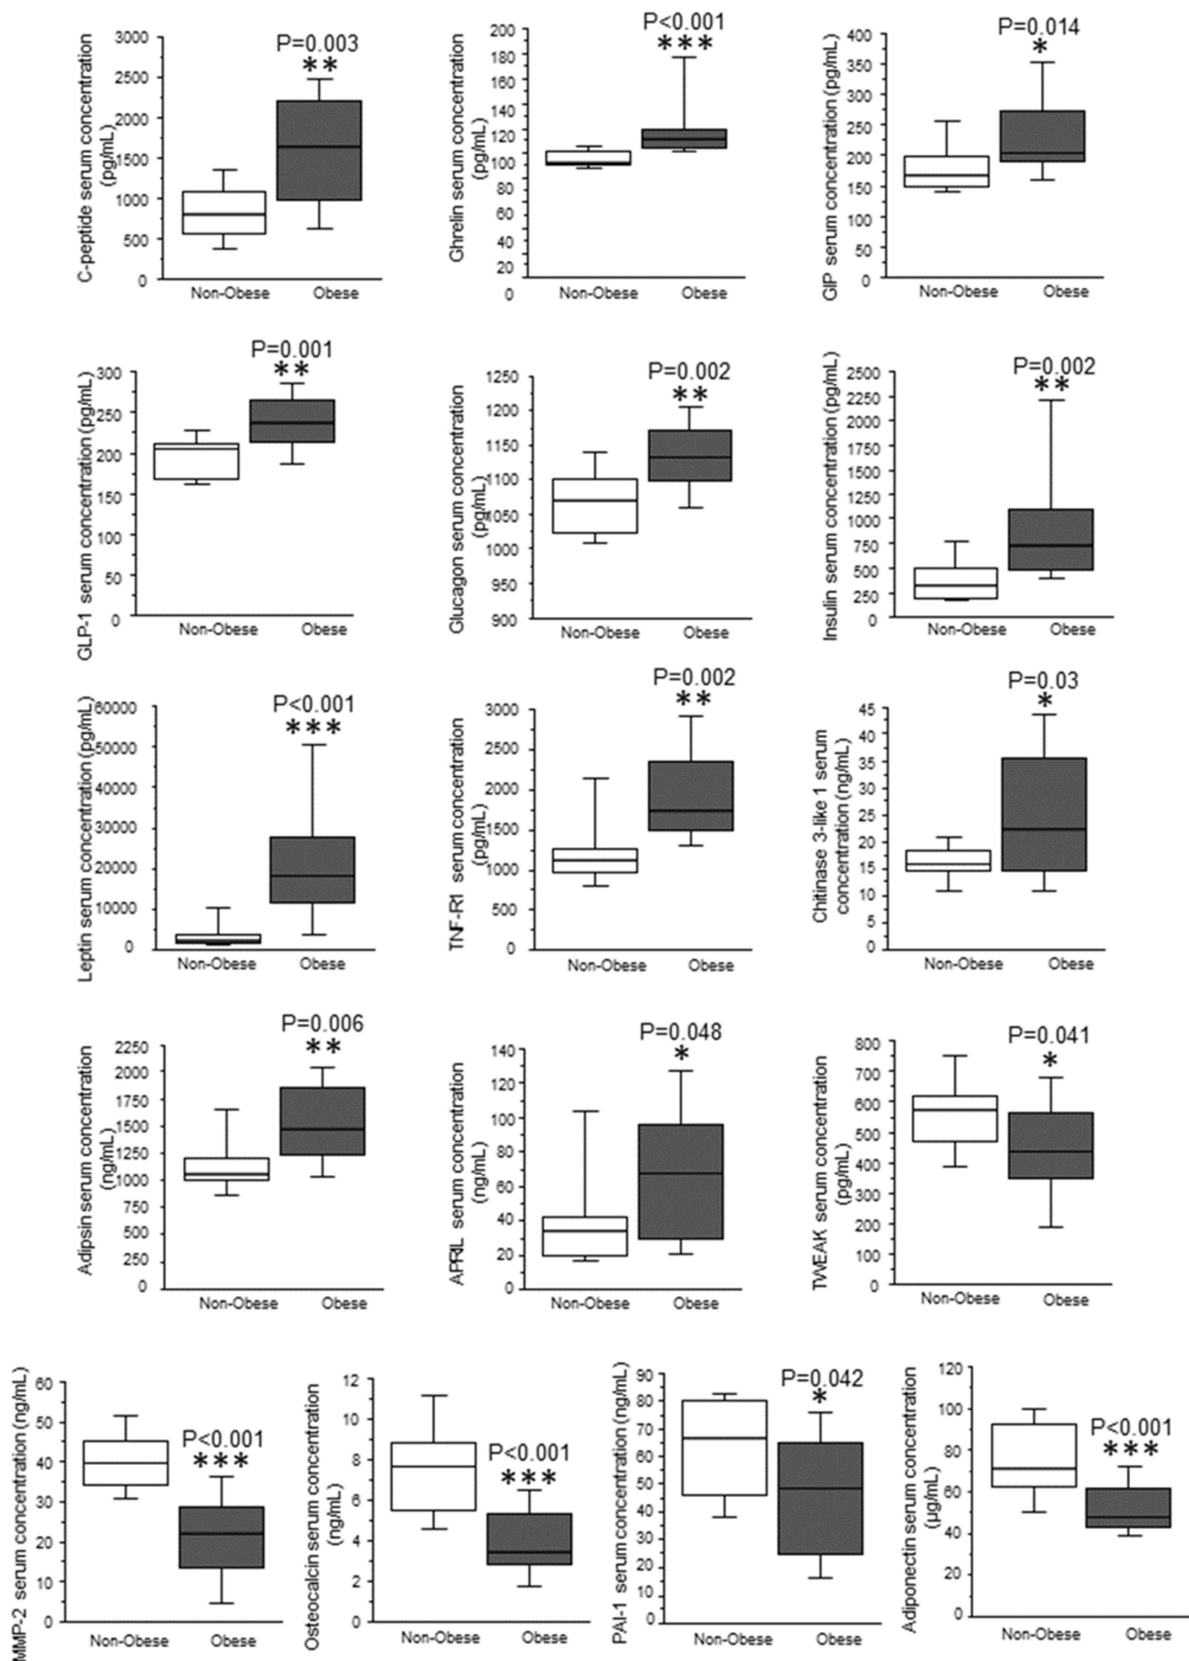 C-peptide serum concentration
(pg/mL)
3000
2500
2000
1500
1000
500
0
P=0.003
**
Non-Obese
Obese
Ghrelin serum concentration
(pg/mL)
200
180
160
140
120
100
80
60
40
20
0
P<0.001
***
Non-Obese
Obese
GIP serum concentration (pg/mL)
400
350
300
250
200
150
100
50
0
P=0.014
*
Non-Obese
Obese
GLP-1 serum concentration (pg/mL)
300
250
200
150
100
50
0
P=0.001
**
Non-Obese
Obese
Glucagon serum concentration
(pg/mL)
1250
1200
1150
1100
1050
1000
950
900
P=0.002
**
Non-Obese
Obese
Insulin serum concentration (pg/mL)
2500
2250
2000
1750
1500
1250
1000
750
500
250
0
P=0.002
**
Non-Obese
Obese
Leptin serum concentration (pg/mL)
60000
50000
40000
30000
20000
10000
0
P<0.001
***
Non-Obese
Obese
TNF-R1 serum concentration
(pg/mL)
3000
2500
2000
1500
1000
500
0
P=0.002
**
Non-Obese
Obese
Chitinase 3-like 1 serum
concentration (ng/mL)
45
35
30
25
20
15
10
5
0
P=0.03
*
Non-Obese
Obese
Adipsin serum concentration
(ng/mL)
2250
2000
1750
1500
1250
1000
750
500
250
0
P=0.006
**
Non-Obese
Obese
APRIL serum concentration
(ng/mL)
140
120
100
80
60
40
20
0
P=0.048
*
Non-Obese
Obese
TWEAK serum concentration
(pg/mL)
800
700
600
500
400
300
200
100
0
P=0.041
*
Non-Obese
Obese
MMP-2 serum concentration (ng/mL)
60
50
40
30
20
10
0
P<0.001
***
Non-Obese
Obese
Osteocalcin serum concentration
(ng/mL)
12
10
8
6
4
2
0
P<0.001
***
Non-Obese
Obese
PAI-1 serum concentration (ng/mL)
90
80
70
60
50
40
30
20
10
0
P=0.042
*
Non-Obese
Obese
Adiponectin serum concentration
(µg/mL)
120
100
80
60
40
20
0
P<0.001
***
Non-Obese
Obese